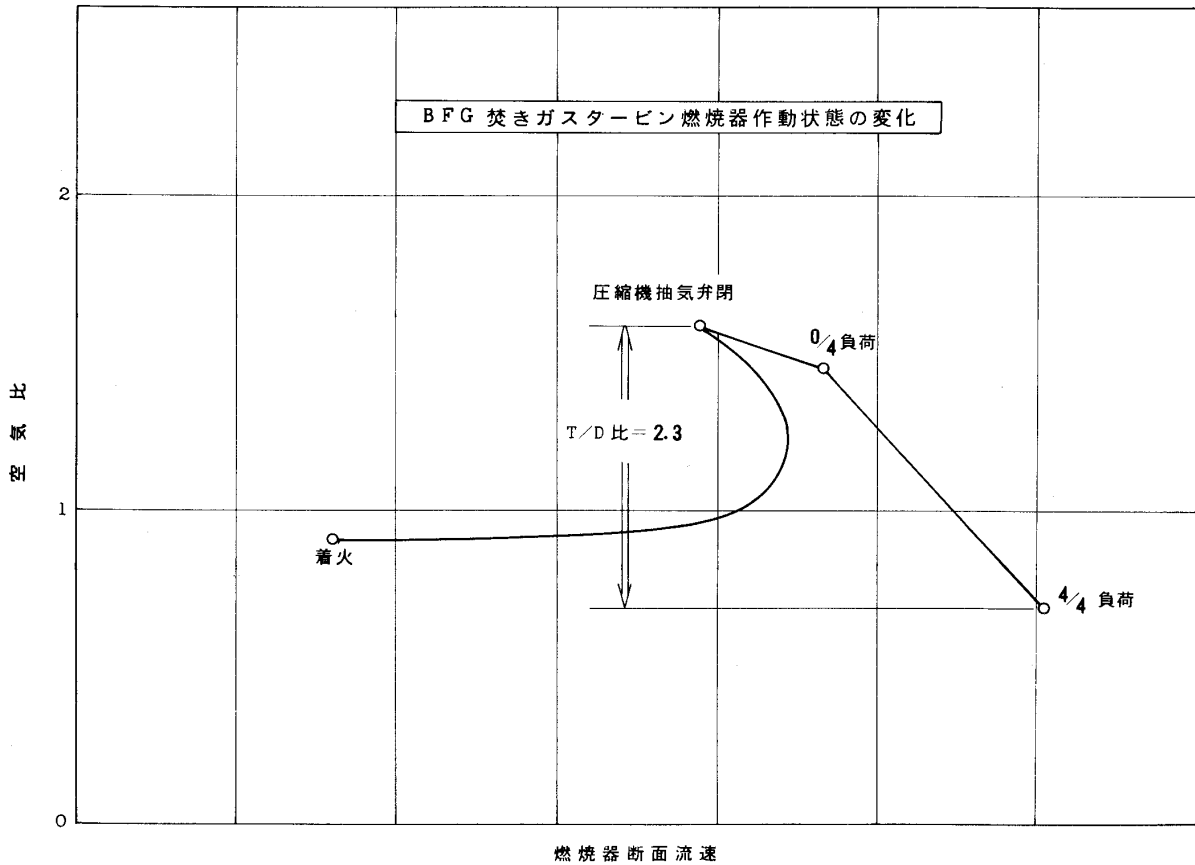 BFG 焚きガスタービン燃焼器作動状態の変化
2
圧縮機抽気弁閉
0/4 負荷
空気比
T/D比=2.3
1
着火
4/4 負荷
0
燃焼器断面流速